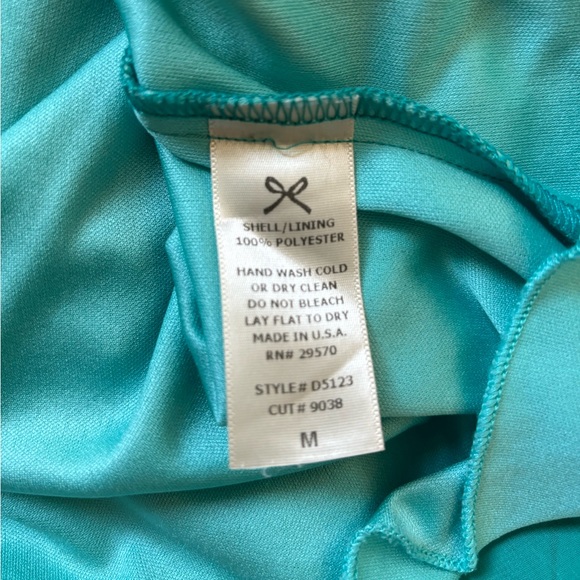 SHELL/LINING
100% POLYESTER
HAND WASH COLD
OR DRY CLEAN
DO NOT BLEACH
LAY FLAT TO DRY
MADE IN U.S.A.
RN# 29570
STYLE# D5123
CUT# 9038
M